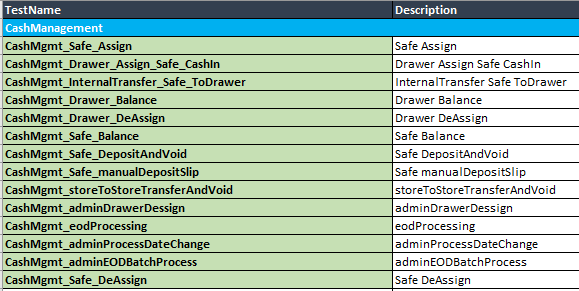 TestName Description
CashManagement
CashMgmt_Safe_Assign Safe Assign
CashMgmt_Drawer_Assign_Safe_CashIn Drawer Assign Safe CashIn
CashMgmt_InternalTransfer_Safe_ToDrawer InternalTransfer Safe ToDrawer
CashMgmt_Drawer_Balance Drawer Balance
CashMgmt_Drawer_DeAssign Drawer DeAssign
CashMgmt_Safe_Balance Safe Balance
CashMgmt_Safe_DepositAndVoid Safe DepositAndVoid
CashMgmt_Safe_manualDepositSlip Safe manualDepositSlip
CashMgmt_storeToStoreTransferAndVoid storeToStoreTransferAndVoid
CashMgmt_adminDrawerDessign adminDrawerDessign
CashMgmt_eodProcessing eodProcessing
CashMgmt_adminProcessDateChange adminProcessDateChange
CashMgmt_adminEODBatchProcess adminEODBatchProcess
CashMgmt_Safe_DeAssign Safe DeAssign